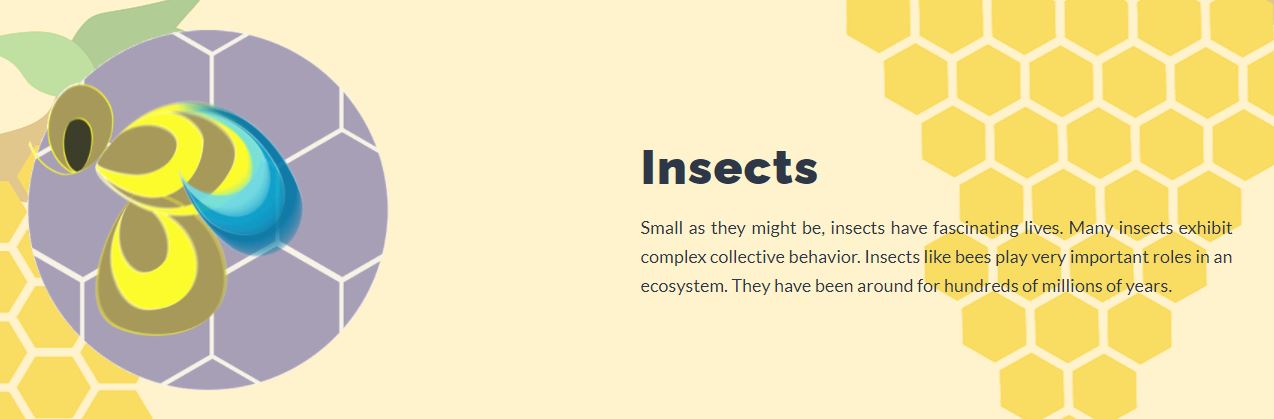 Insects
Small as they might be, insects have fascinating lives. Many insects exhibit
complex collective behavior. Insects like bees play very important roles in an
ecosystem. They have been around for hundreds of millions of years.